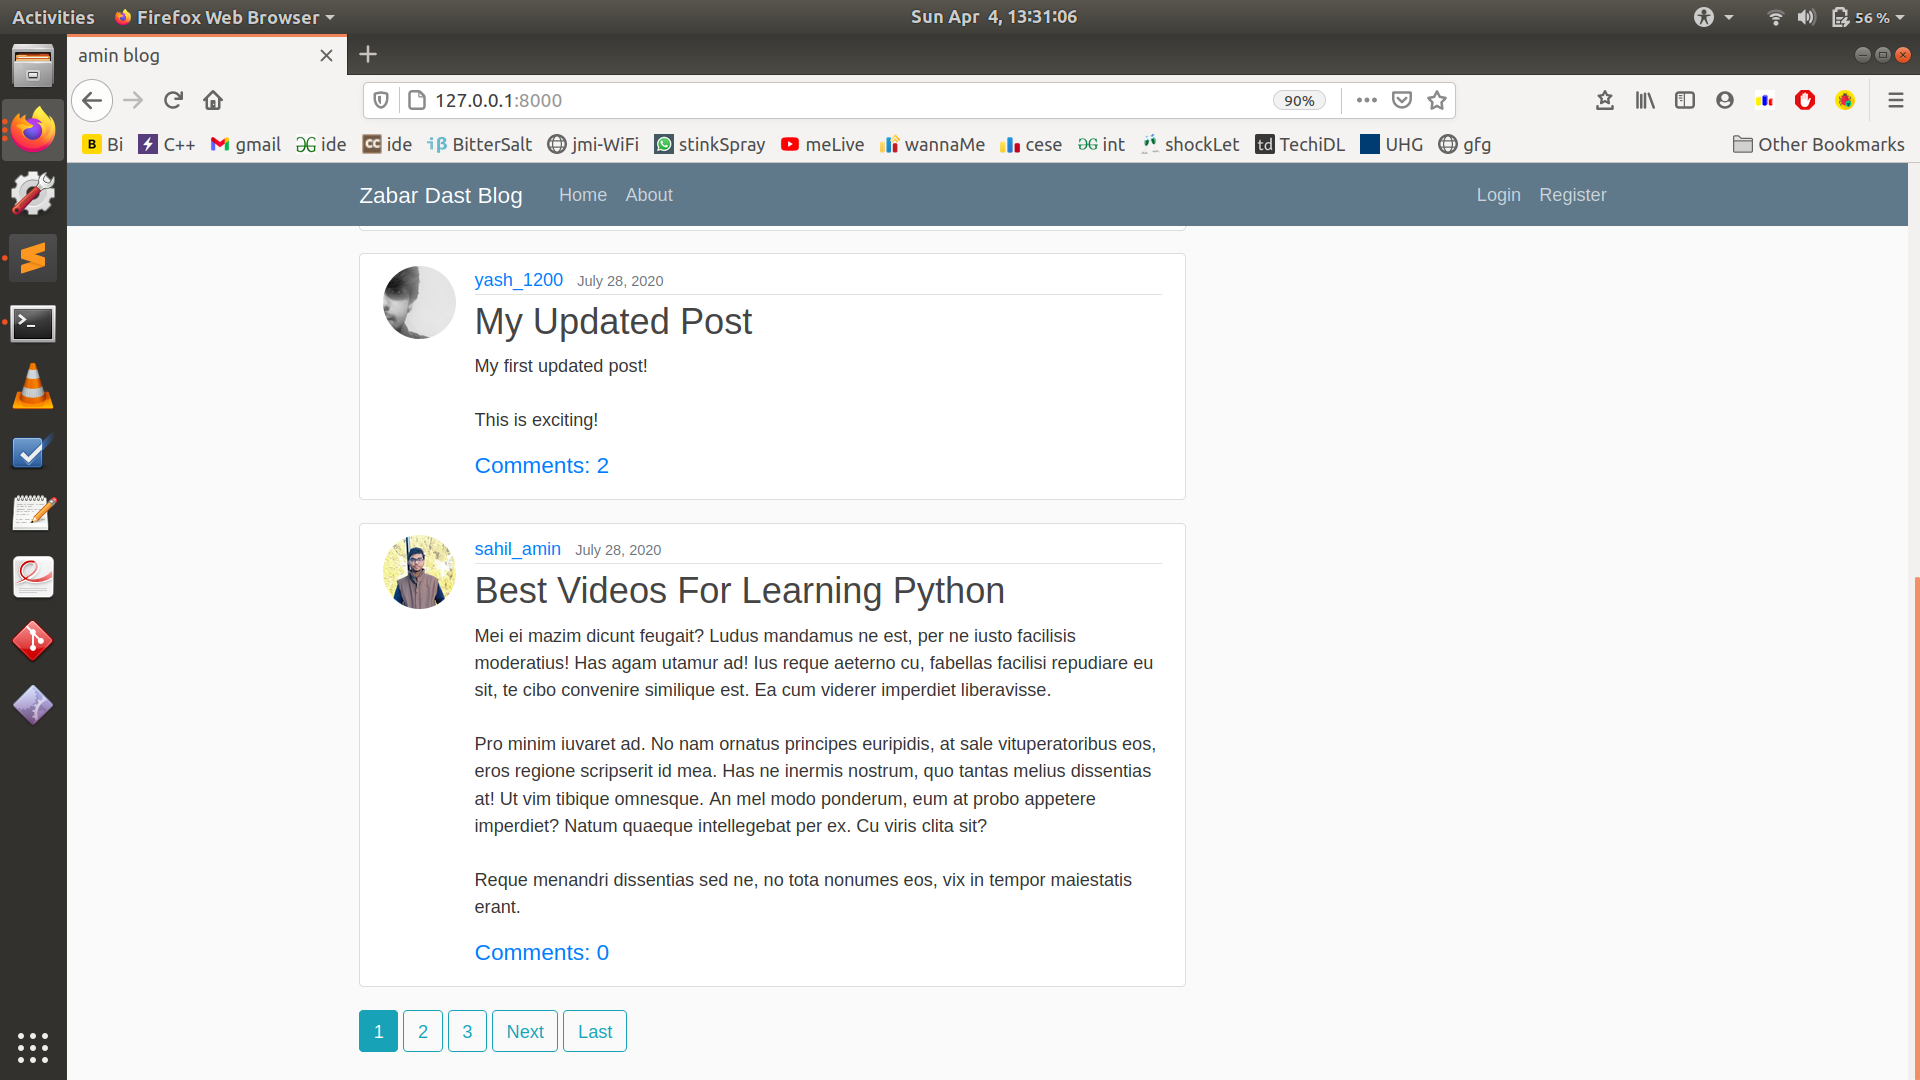 Activities Firefox Web Browser Sun Apr 4, 13:31:06 56 %
amin blog
127.0.0.1:8000 90%
B Bi C++ gmail ide CC ide iβ BitterSalt jmi-WiFi stinkSpray meLive wannaMe cese int shockLet td TechiDL UHG gfg Other Bookmarks
Zabar Dast Blog Home About Login Register
yash_1200 July 28, 2020
My Updated Post
My first updated post!
This is exciting!
Comments: 2
sahil_amin July 28, 2020
Best Videos For Learning Python
Mei ei mazim dicunt feugait? Ludus mandamus ne est, per ne iusto facilisis
moderatius! Has agam utamur ad! Ius reque aeterno cu, fabellas facilisi repudiare eu
sit, te cibo convenire similique est. Ea cum viderer imperdiet liberavisse.
Pro minim iuvaret ad. No nam ornatus principes euripidis, at sale vituperatoribus eos,
eros regione scripserit id mea. Has ne inermis nostrum, quo tantas melius dissentias
at! Ut vim tibique omnesque. An mel modo ponderum, eum at probo appetere
imperdiet? Natum quaeque intellegebat per ex. Cu viris clita sit?
Reque menandri dissentias sed ne, no tota nonumes eos, vix in tempor maiestatis
erant.
Comments: 0
1 2 3 Next Last